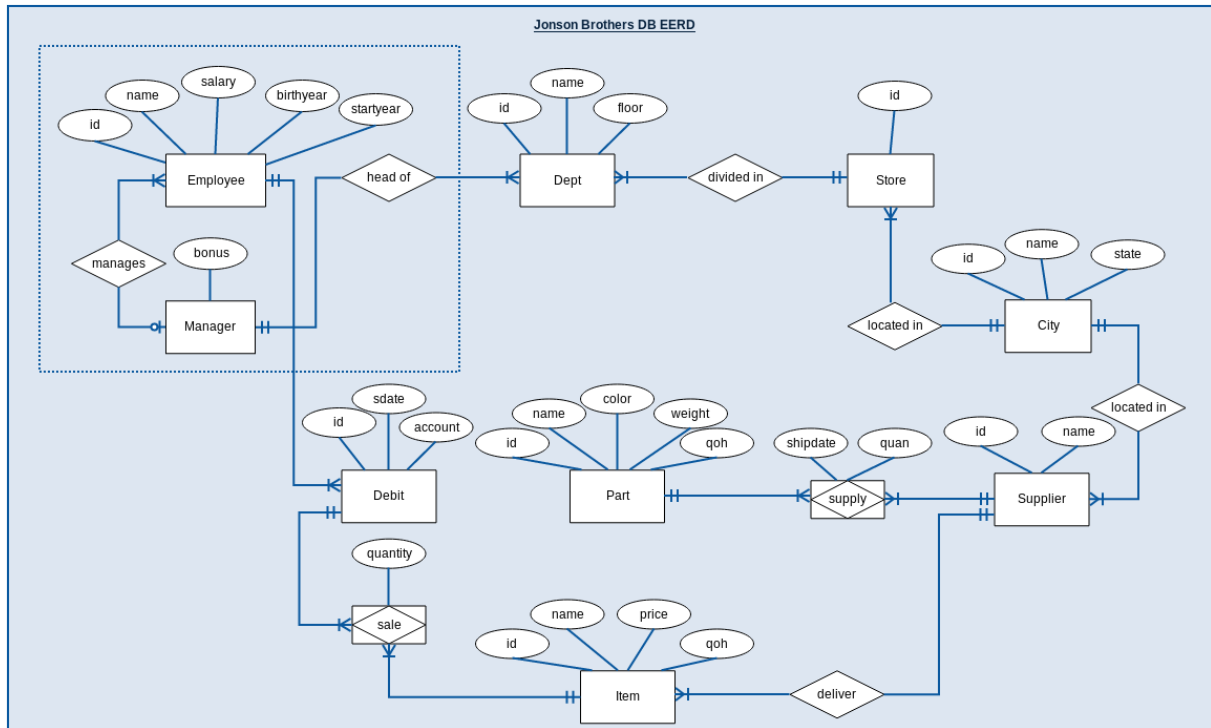 Jonson Brothers DB EERD
salary
name
birthyear
startyear
id
Employee
head of
manages
bonus
Manager
name
id
floor
Dept
divided in
id
Store
name
id
state
located in
City
located in
sdate
id
account
Debit
color
name
weight
id
qoh
Part
shipdate
quan
supply
id
name
Supplier
quantity
sale
name
price
id
qoh
Item
deliver